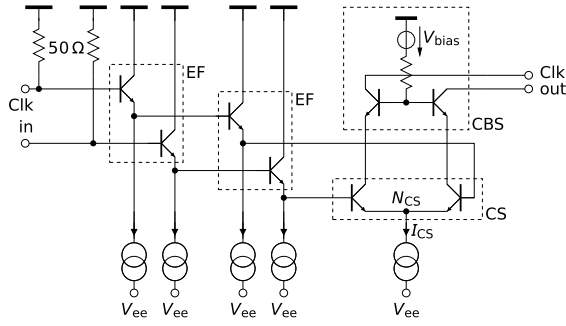 50 Ω
EF
EF
V_bias
Clk
out
CBS
Clk
in
N_CS
CS
I_CS
V_ee
V_ee
V_ee
V_ee
V_ee